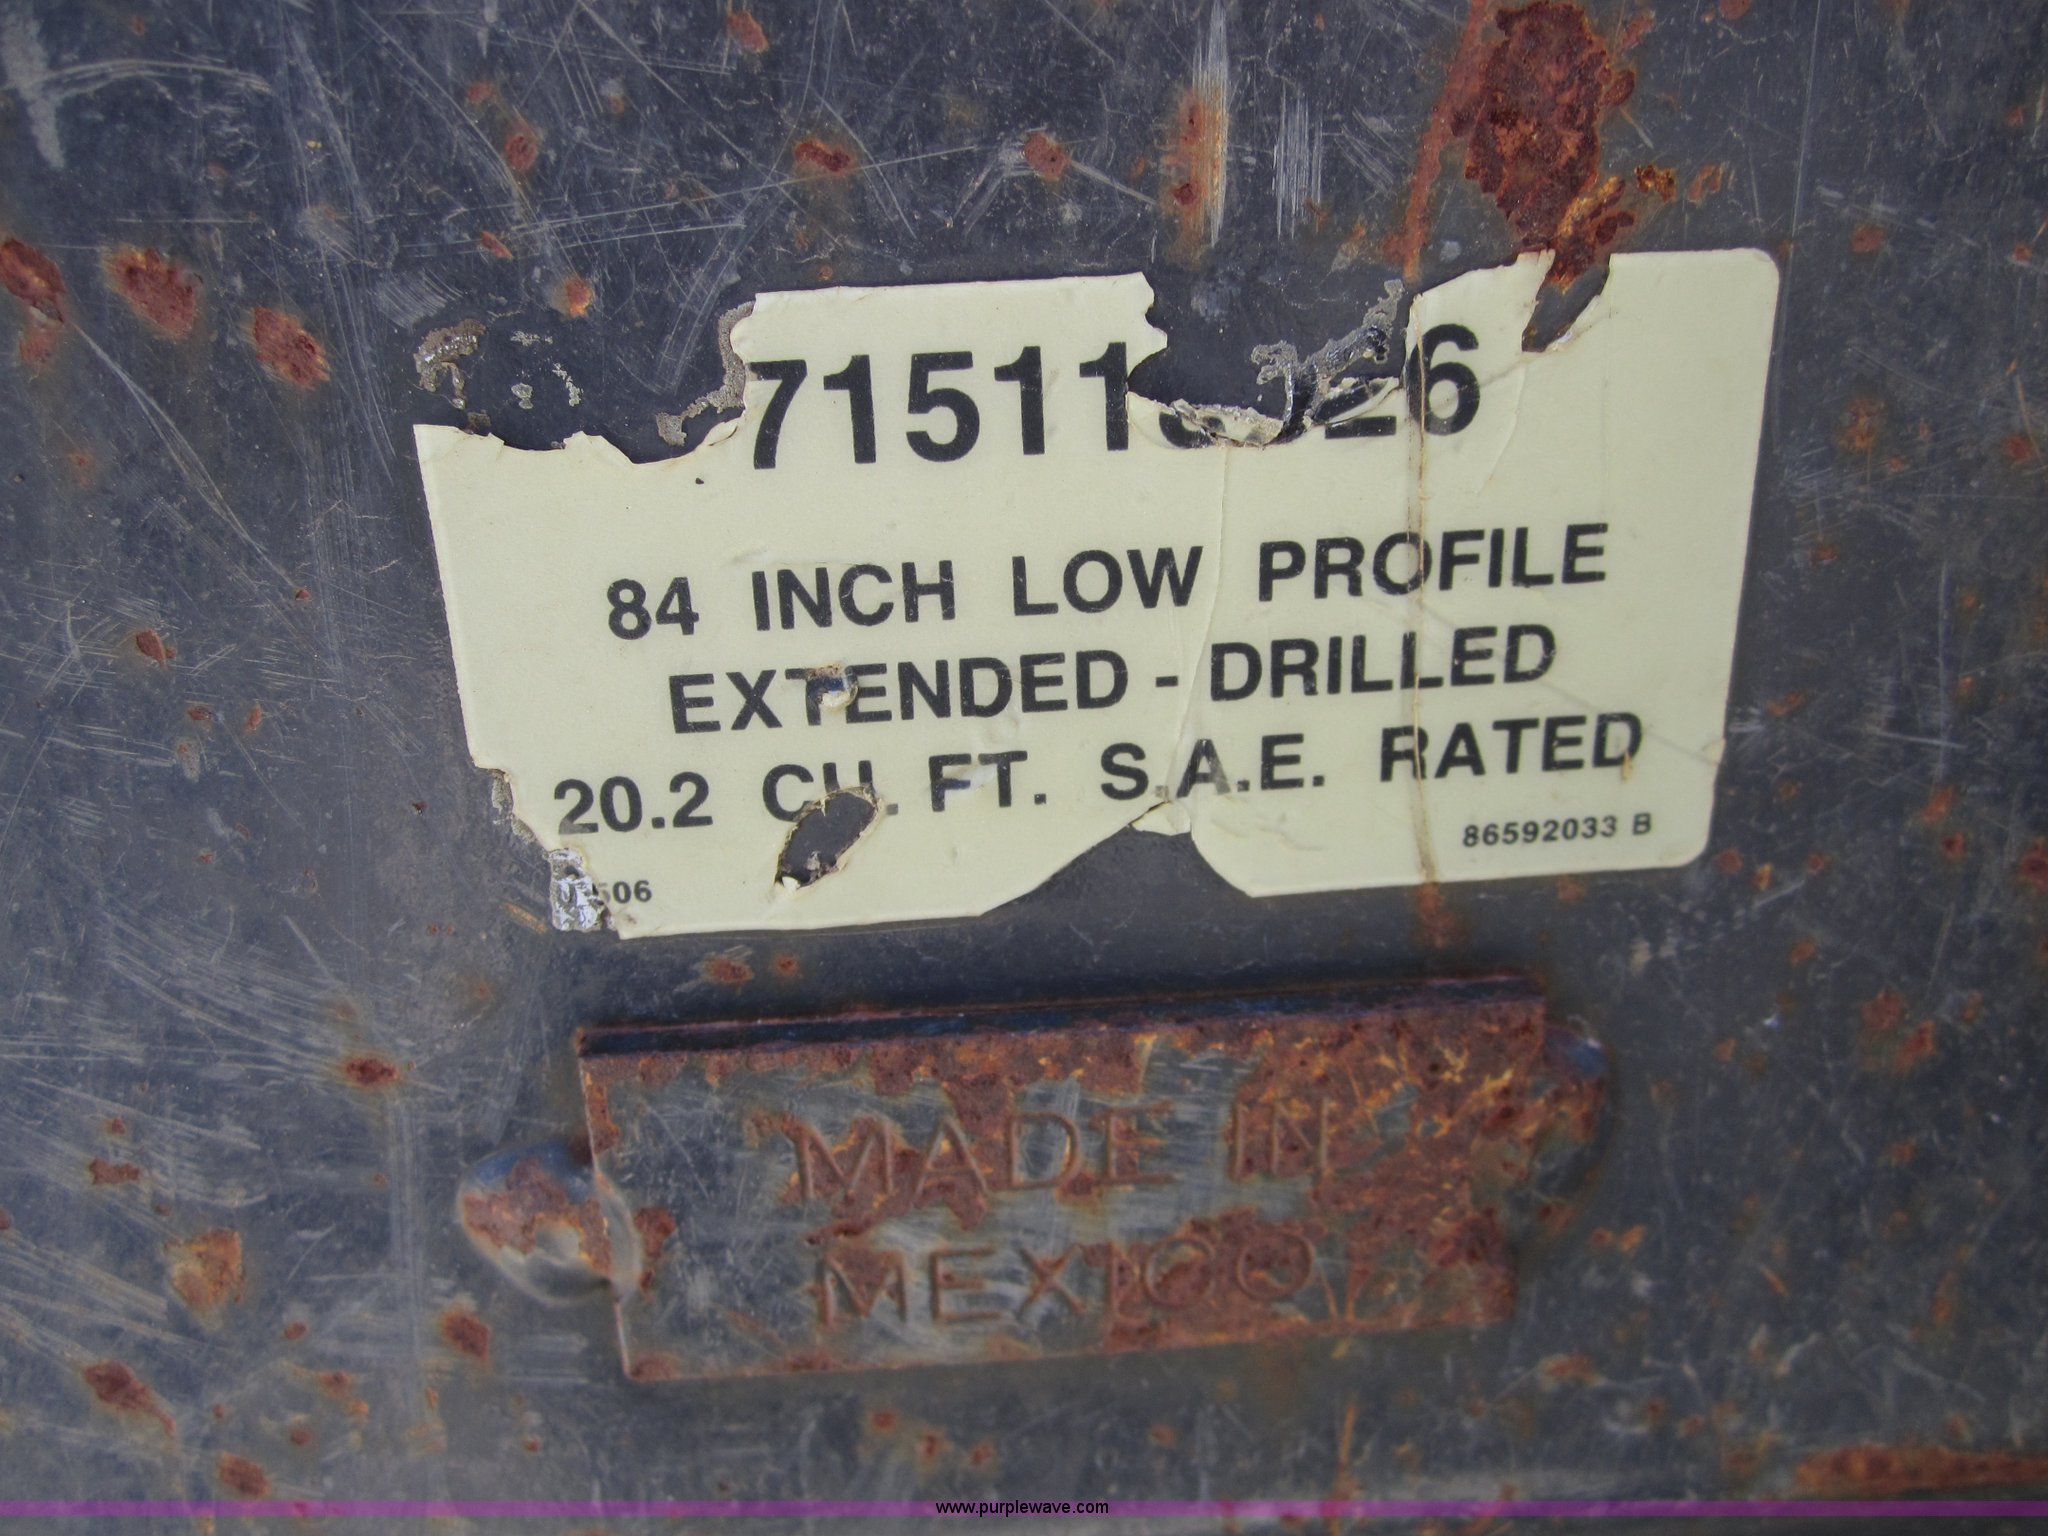 84 INCH LOW PROFILE
EXTENDED - DRILLED
20.2 CU. FT. S.A.E. RATED
86592033 B
MADE IN
MEXICO
www.purplewave.com